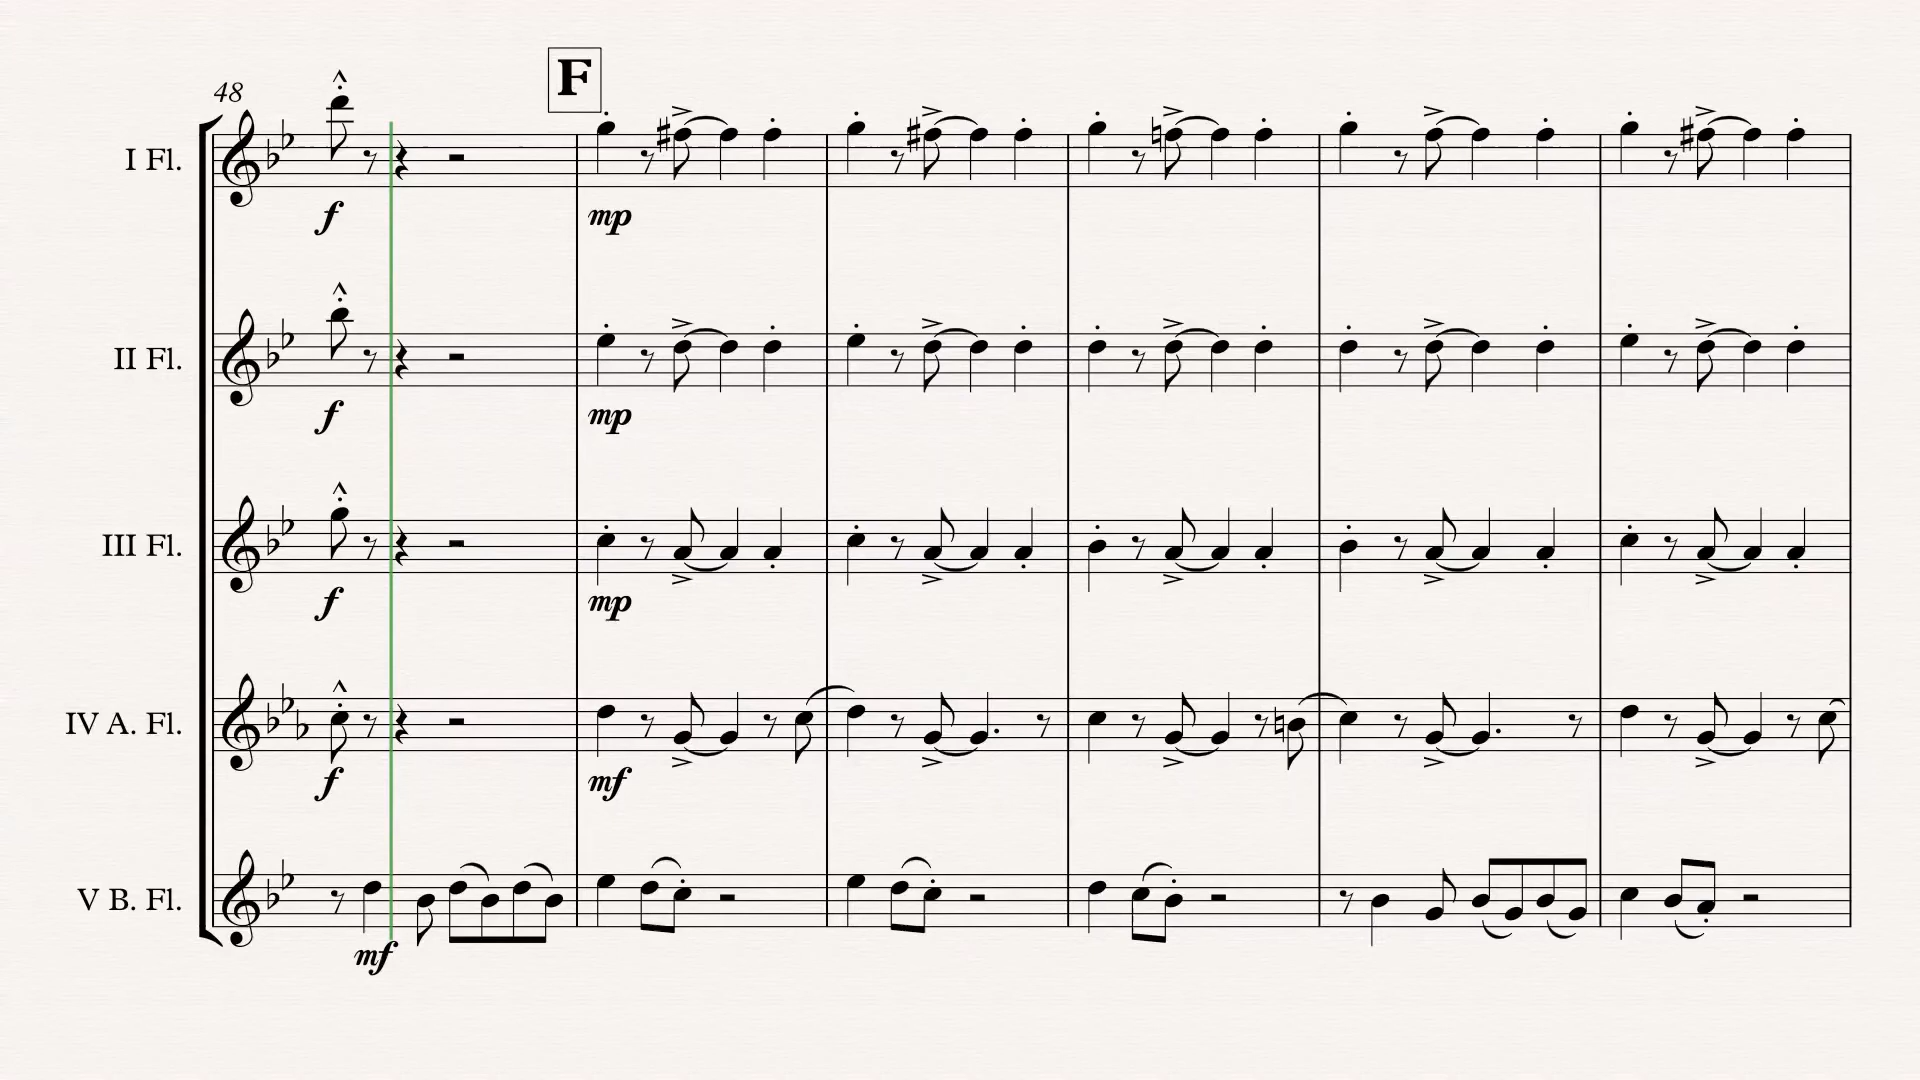 F
48
I Fl.
f mp
II Fl.
f mp
III Fl.
f mp
IV A. Fl.
f mf
V B. Fl.
mf